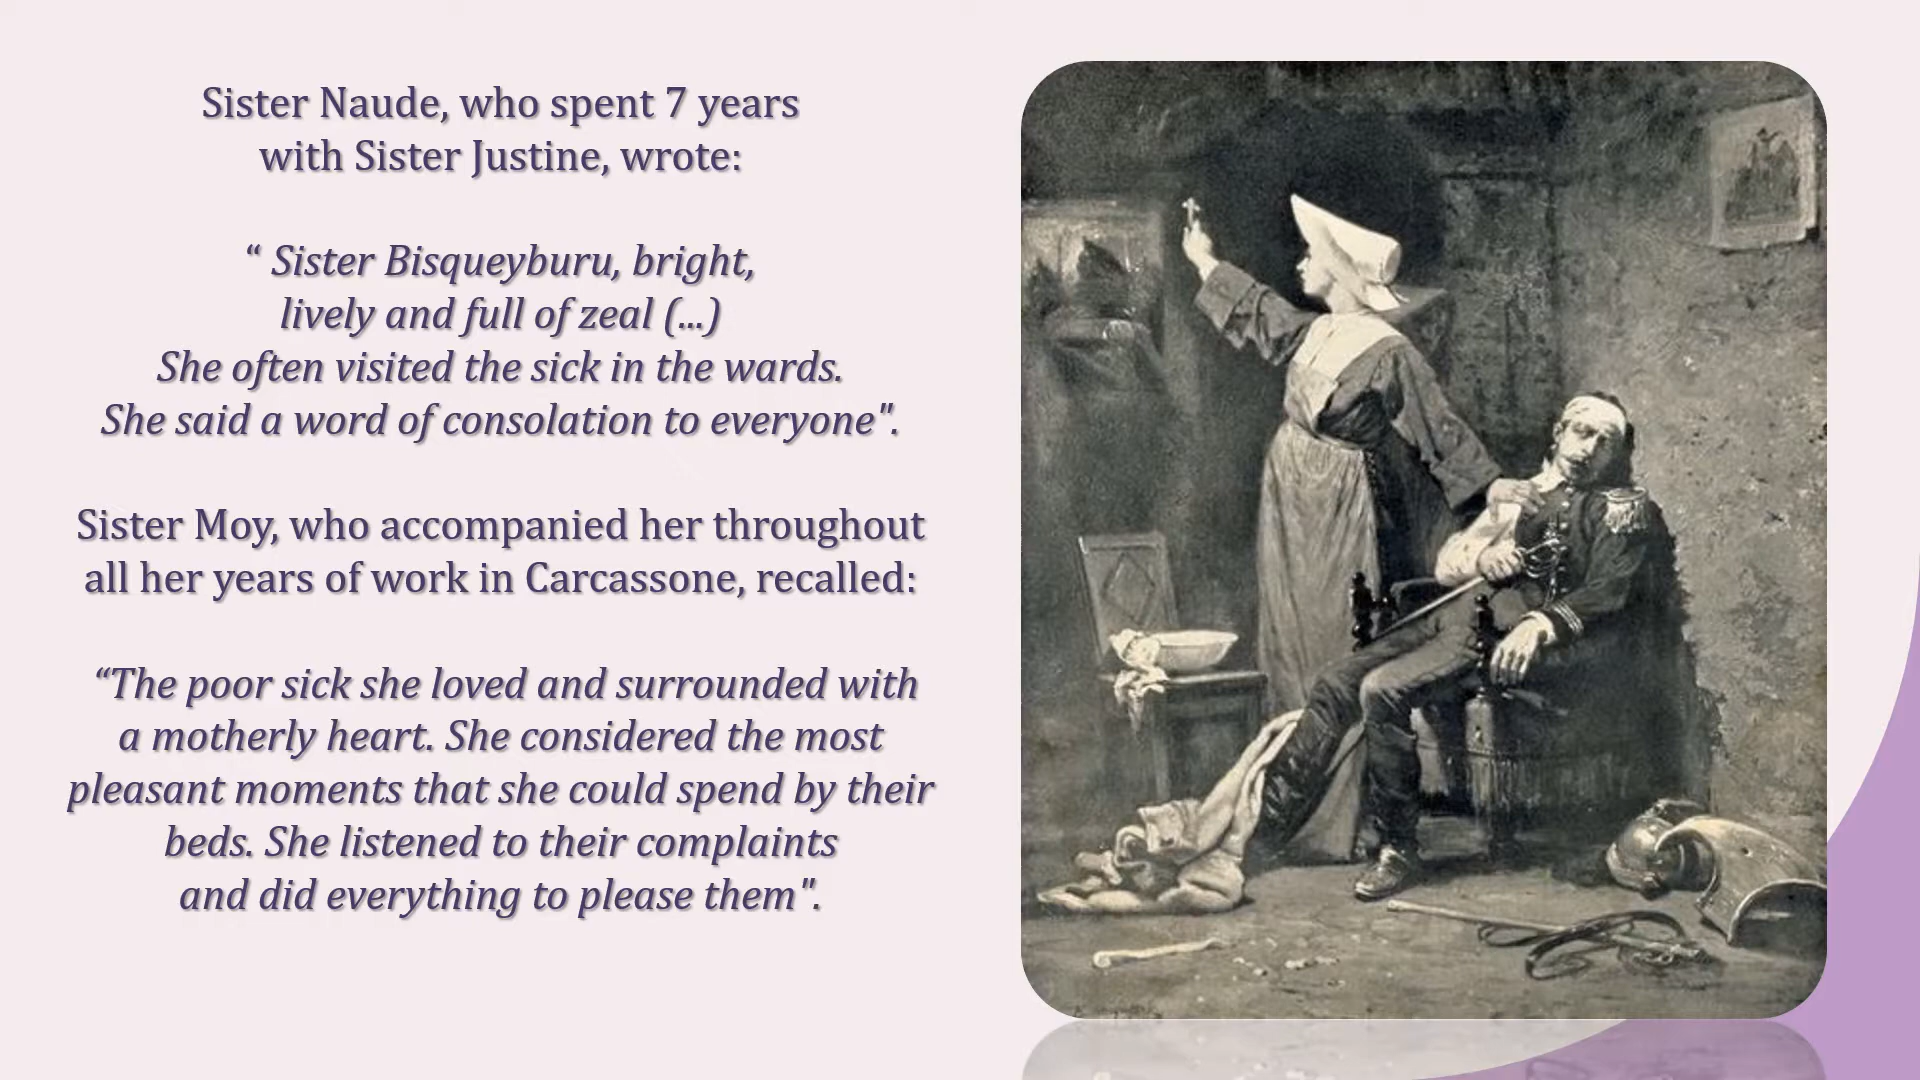 Sister Naude, who spent 7 years
with Sister Justine, wrote:
“ Sister Bisqueyburu, bright,
lively and full of zeal (...)
She often visited the sick in the wards.
She said a word of consolation to everyone".
Sister Moy, who accompanied her throughout
all her years of work in Carcassone, recalled:
“The poor sick she loved and surrounded with
a motherly heart. She considered the most
pleasant moments that she could spend by their
beds. She listened to their complaints
and did everything to please them".